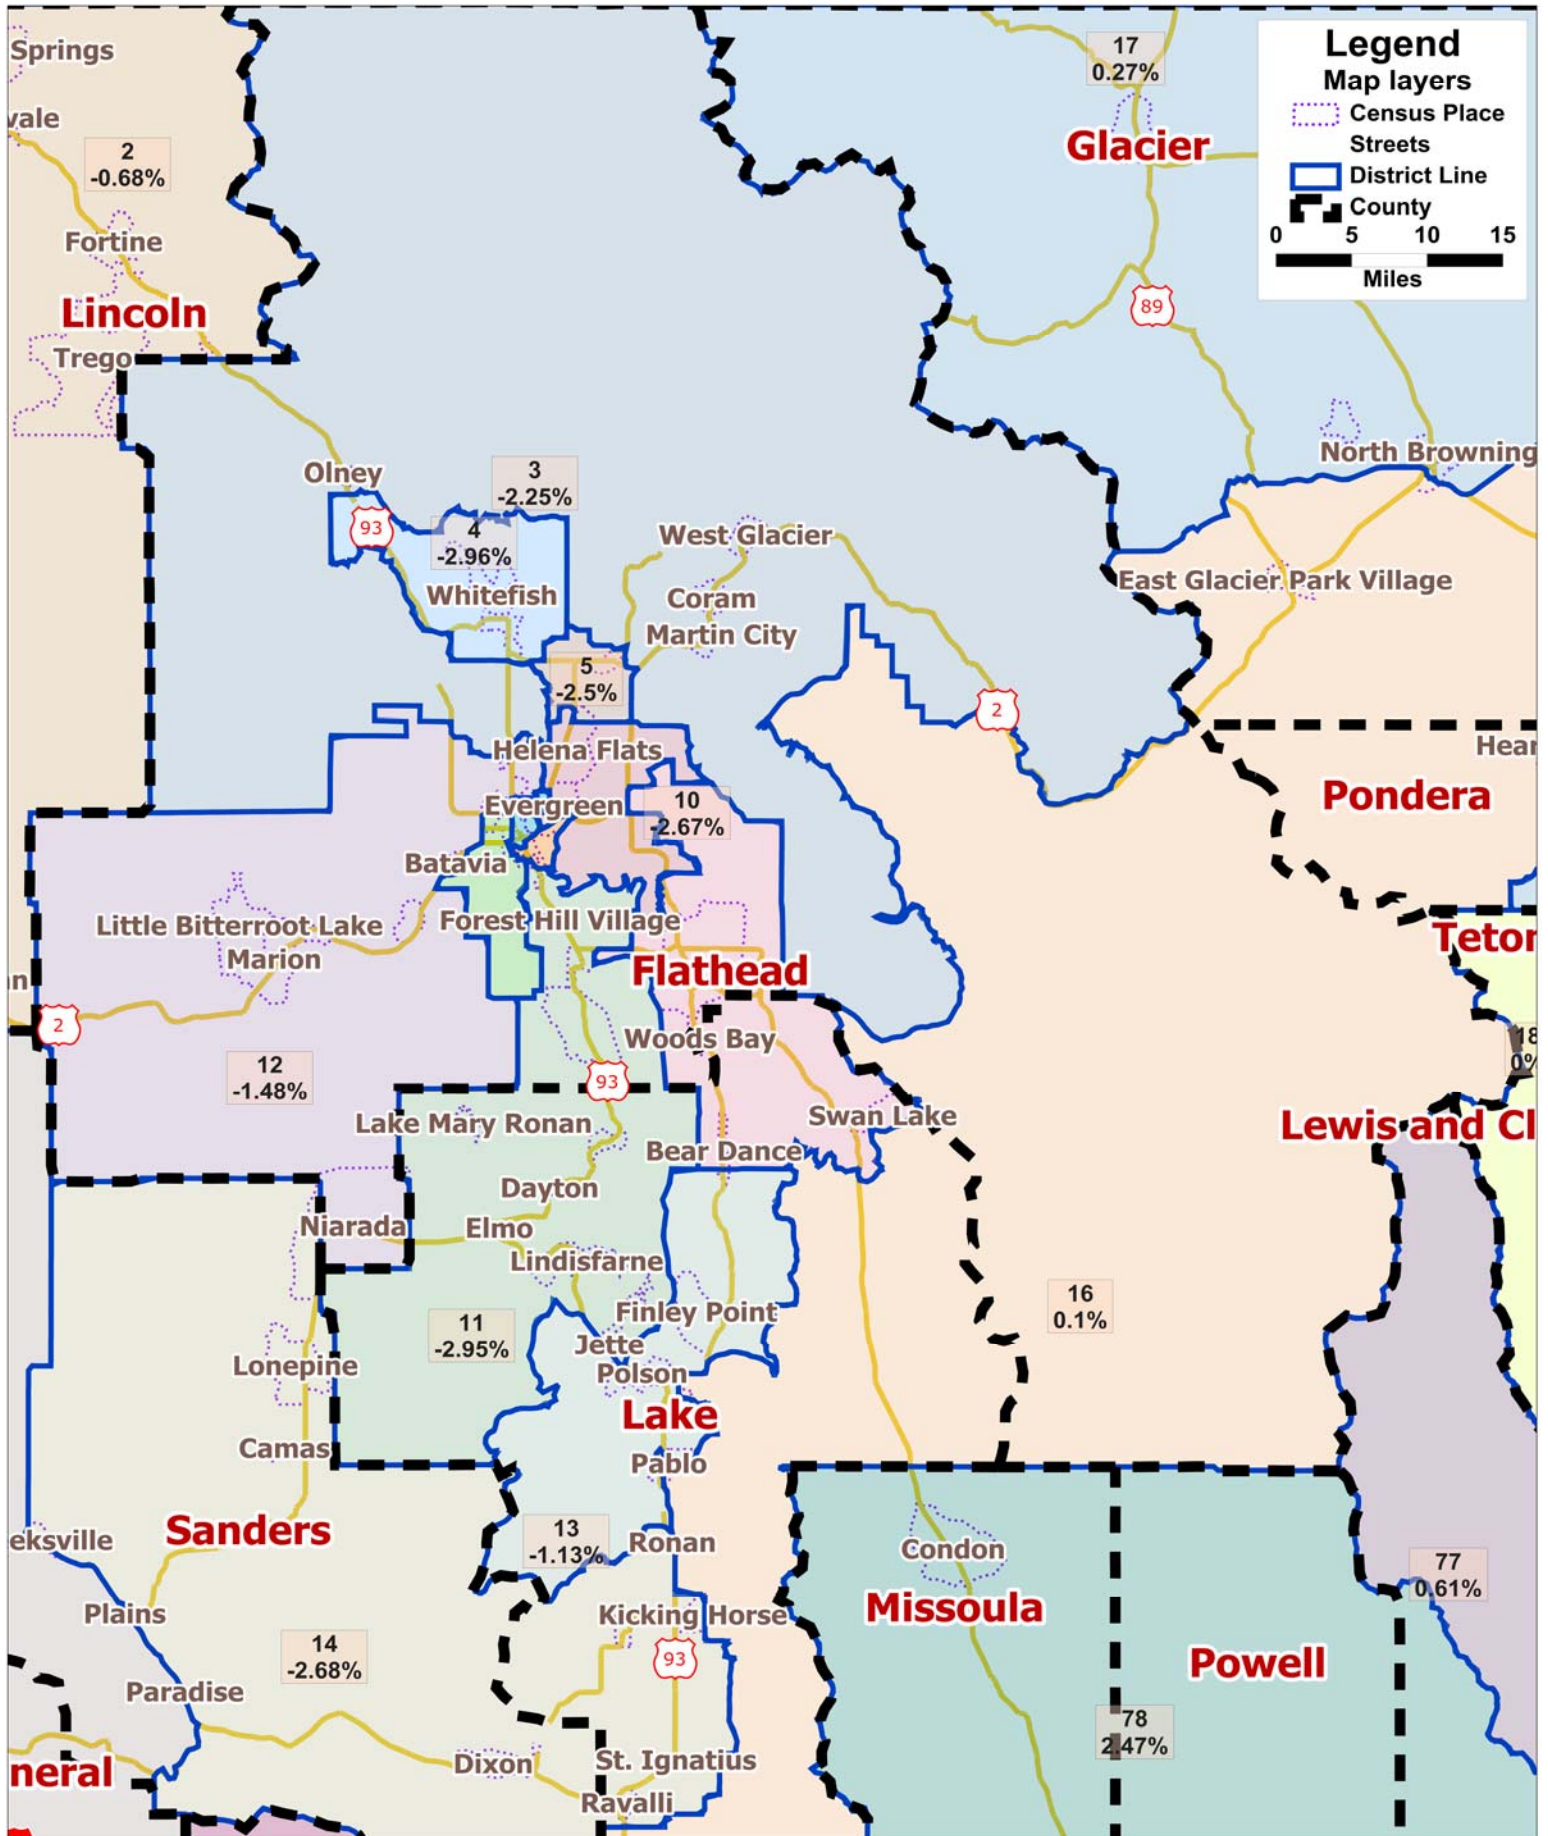 Springs
vale
2
-0.68%
Fortine
Lincoln
Trego
17
0.27%
Glacier
Legend
Map layers
Census Place
Streets
District Line
County
0 5 10 15
Miles
89
North Browning
Olney
93
3
-2.25%
4
-2.96%
Whitefish
West Glacier
Coram
Martin City
East Glacier Park Village
5
-2.5%
2
Hear
Pondera
Helena Flats
Evergreen
10
-2.67%
Batavia
Little Bitterroot Lake
Marion
Forest Hill Village
Flathead
Teton
an
2
Woods Bay
18
0%
12
-1.48%
93
Lake Mary Ronan
Swan Lake
Lewis and Cl
Bear Dance
Dayton
Niarada
Elmo
Lindisfarne
Finley Point
16
0.1%
11
-2.95%
Jette
Lonepine
Polson
Lake
Camas
Pablo
Sanders
eksville
13
-1.13%
Ronan
Condon
77
0.61%
Plains
Kicking Horse
Missoula
14
-2.68%
93
Powell
Paradise
78
2.47%
neral
Dixon
St. Ignatius
Ravalli